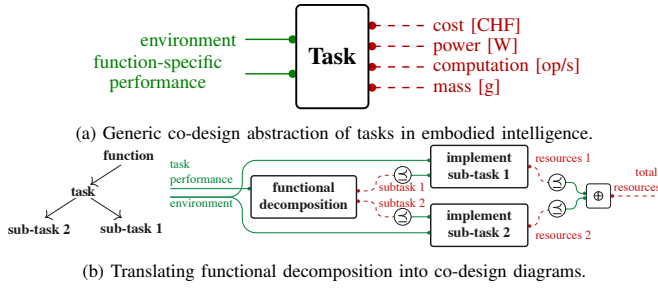 environment
function-specific
performance
Task
cost [CHF]
power [W]
computation [op/s]
mass [g]
(a) Generic co-design abstraction of tasks in embodied intelligence.
function
task
sub-task 2
sub-task 1
task
performance
environment
functional
decomposition
subtask 1
subtask 2
⪯
⪯
implement
sub-task 1
implement
sub-task 2
resources 1
resources 2
⪯
⪯
⊕
total
resources
(b) Translating functional decomposition into co-design diagrams.